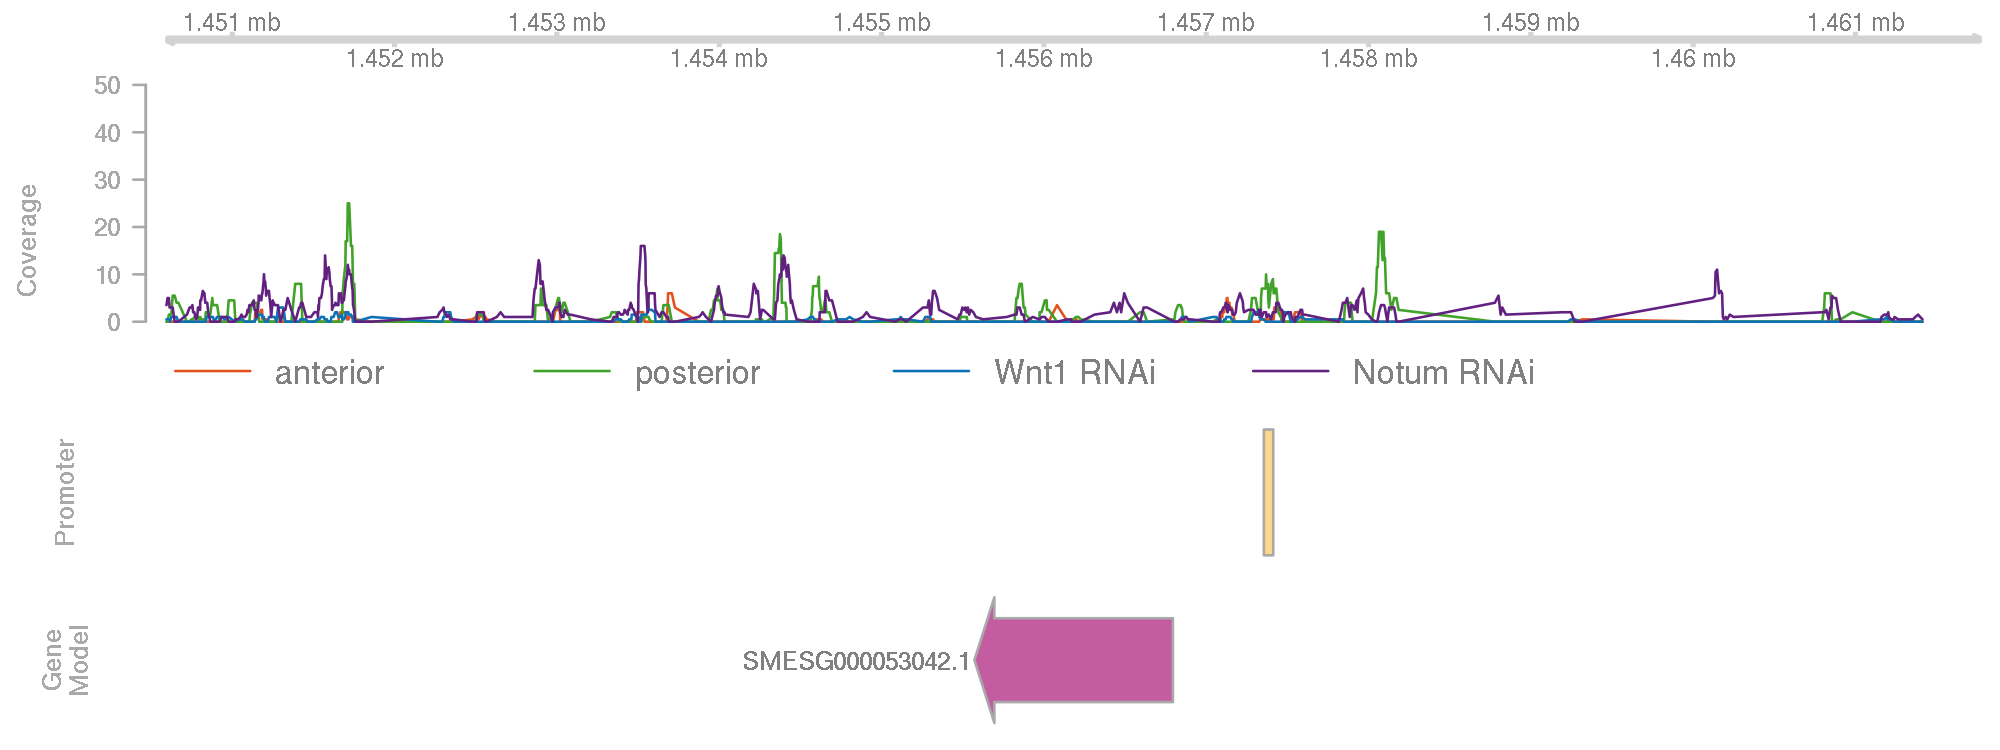 1.451 mb 1.453 mb 1.455 mb 1.457 mb 1.459 mb 1.461 mb
1.452 mb 1.454 mb 1.456 mb 1.458 mb 1.46 mb
50
40
30
20
10
0
Coverage
anterior posterior Wnt1 RNAi Notum RNAi
Promoter
Gene
Model
SMESG000053042.1